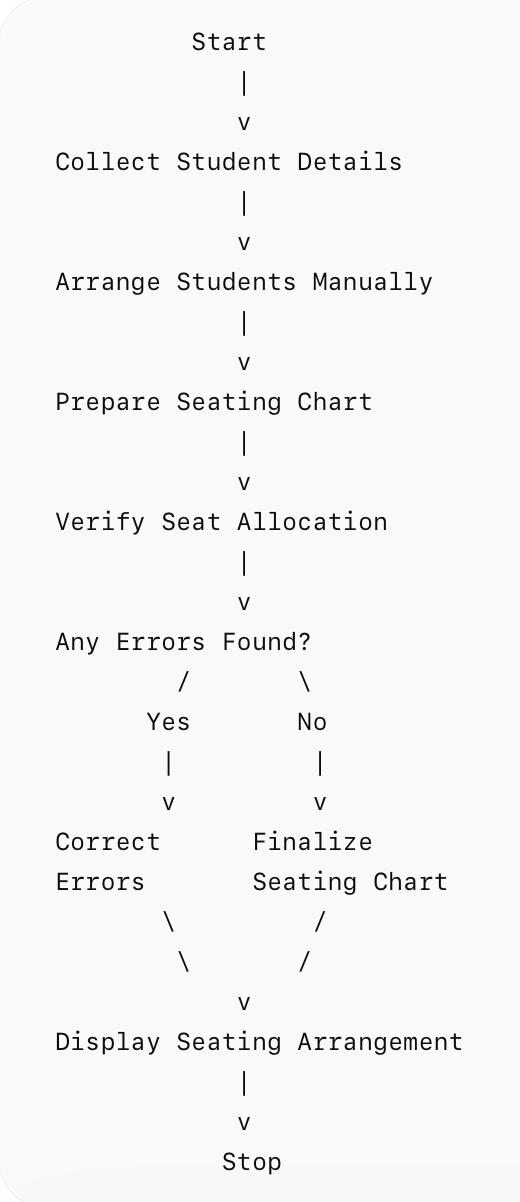 Start
|
v
Collect Student Details
|
v
Arrange Students Manually
|
v
Prepare Seating Chart
|
v
Verify Seat Allocation
|
v
Any Errors Found?
/ \
Yes No
| |
v v
Correct Finalize
Errors Seating Chart
\ /
\ /
v
Display Seating Arrangement
|
v
Stop